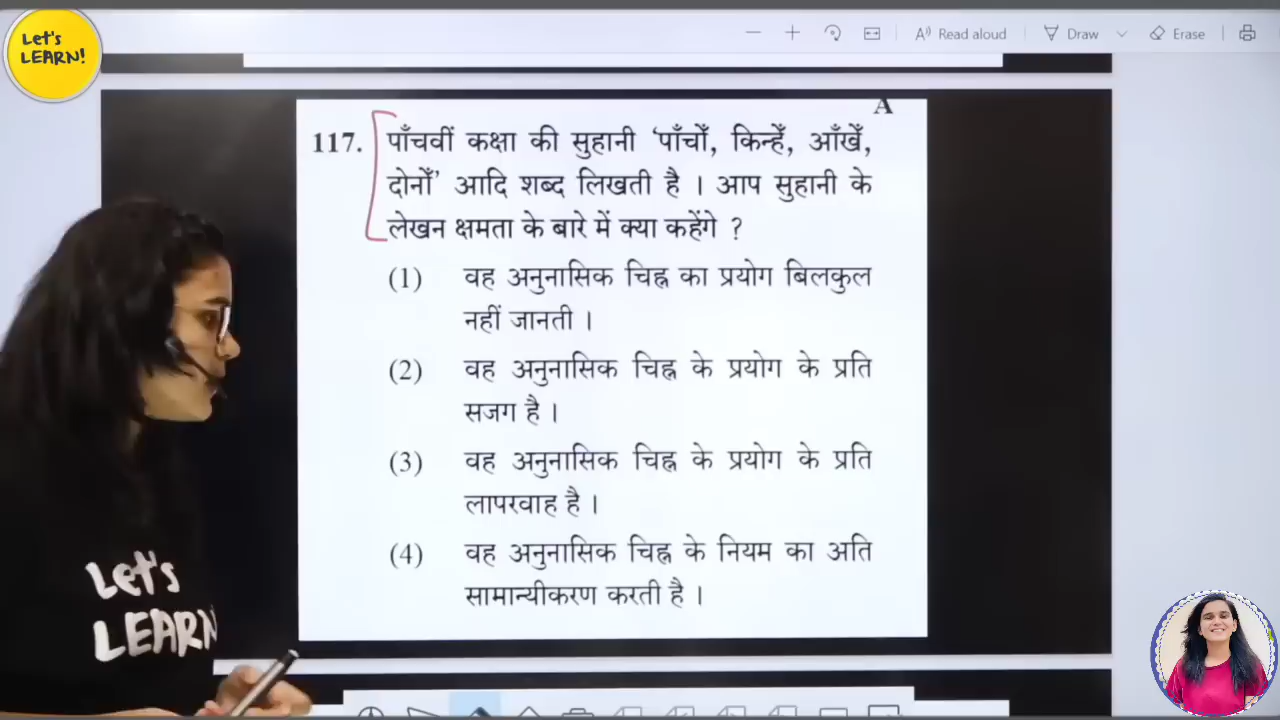 Let's
LEARN!
Read aloud
Draw
Erase
A
117. पाँचवीं कक्षा की सुहानी ‘पाँचोँ, किन्हेँ, आँखेँ,
दोनोँ’ आदि शब्द लिखती है । आप सुहानी के
लेखन क्षमता के बारे में क्या कहेंगे ?
(1) वह अनुनासिक चिह्न का प्रयोग बिलकुल
नहीं जानती ।
(2) वह अनुनासिक चिह्न के प्रयोग के प्रति
सजग है ।
(3) वह अनुनासिक चिह्न के प्रयोग के प्रति
लापरवाह है ।
(4) वह अनुनासिक चिह्न के नियम का अति
सामान्यीकरण करती है ।
Let's
LEARN